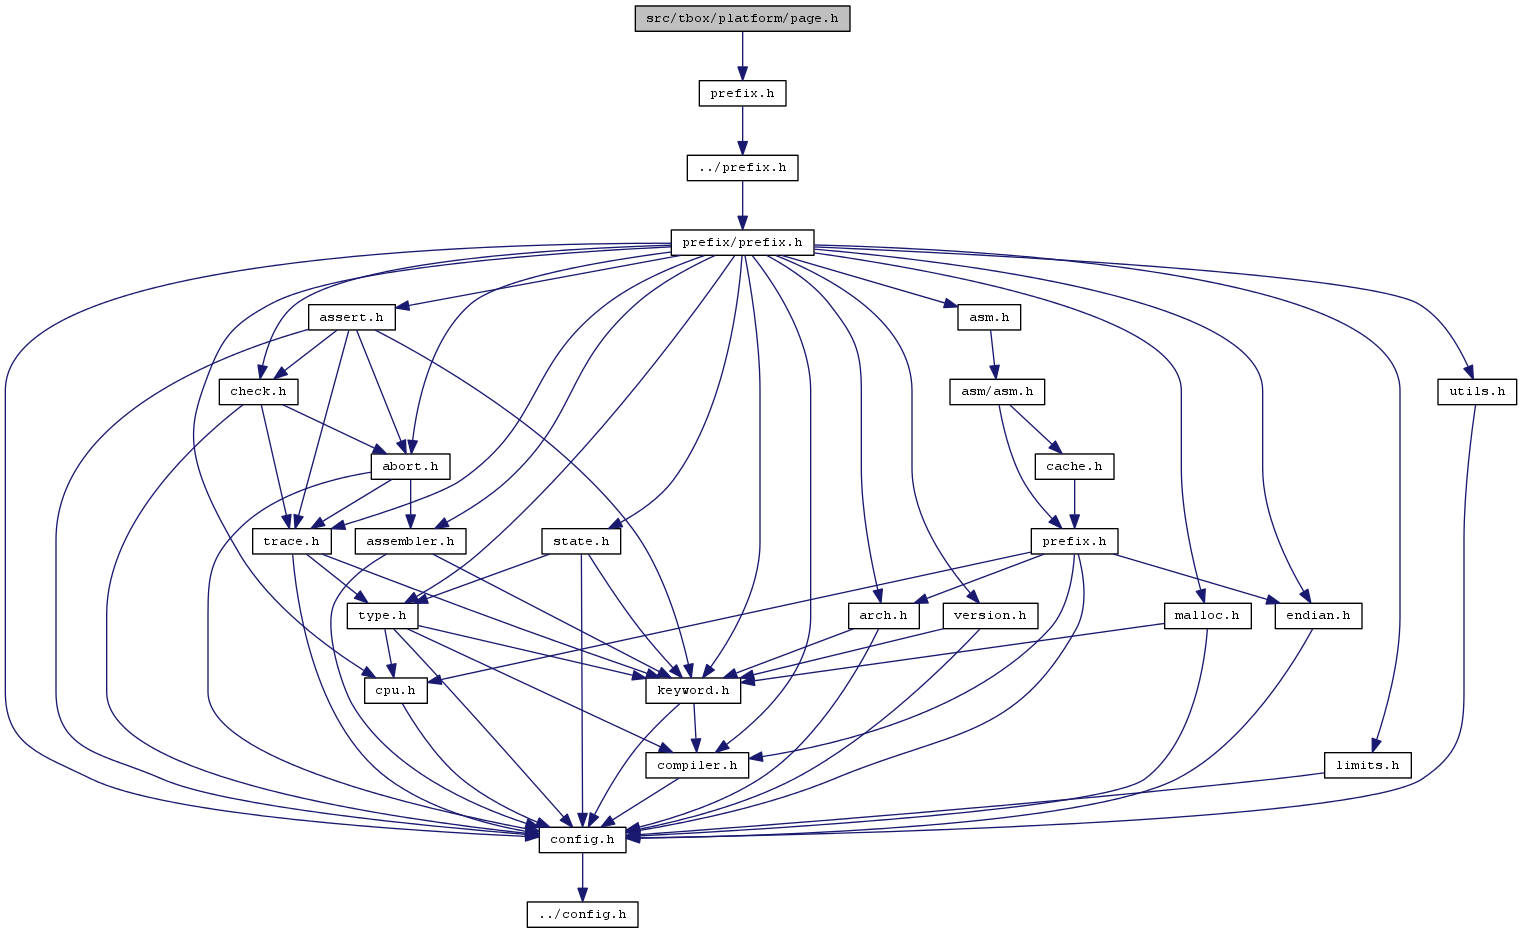 src/tbox/platform/page.h
prefix.h
../prefix.h
prefix/prefix.h
assert.h
asm.h
check.h
asm/asm.h
utils.h
abort.h
cache.h
trace.h
assembler.h
state.h
prefix.h
type.h
arch.h
version.h
malloc.h
endian.h
cpu.h
keyword.h
compiler.h
limits.h
config.h
../config.h